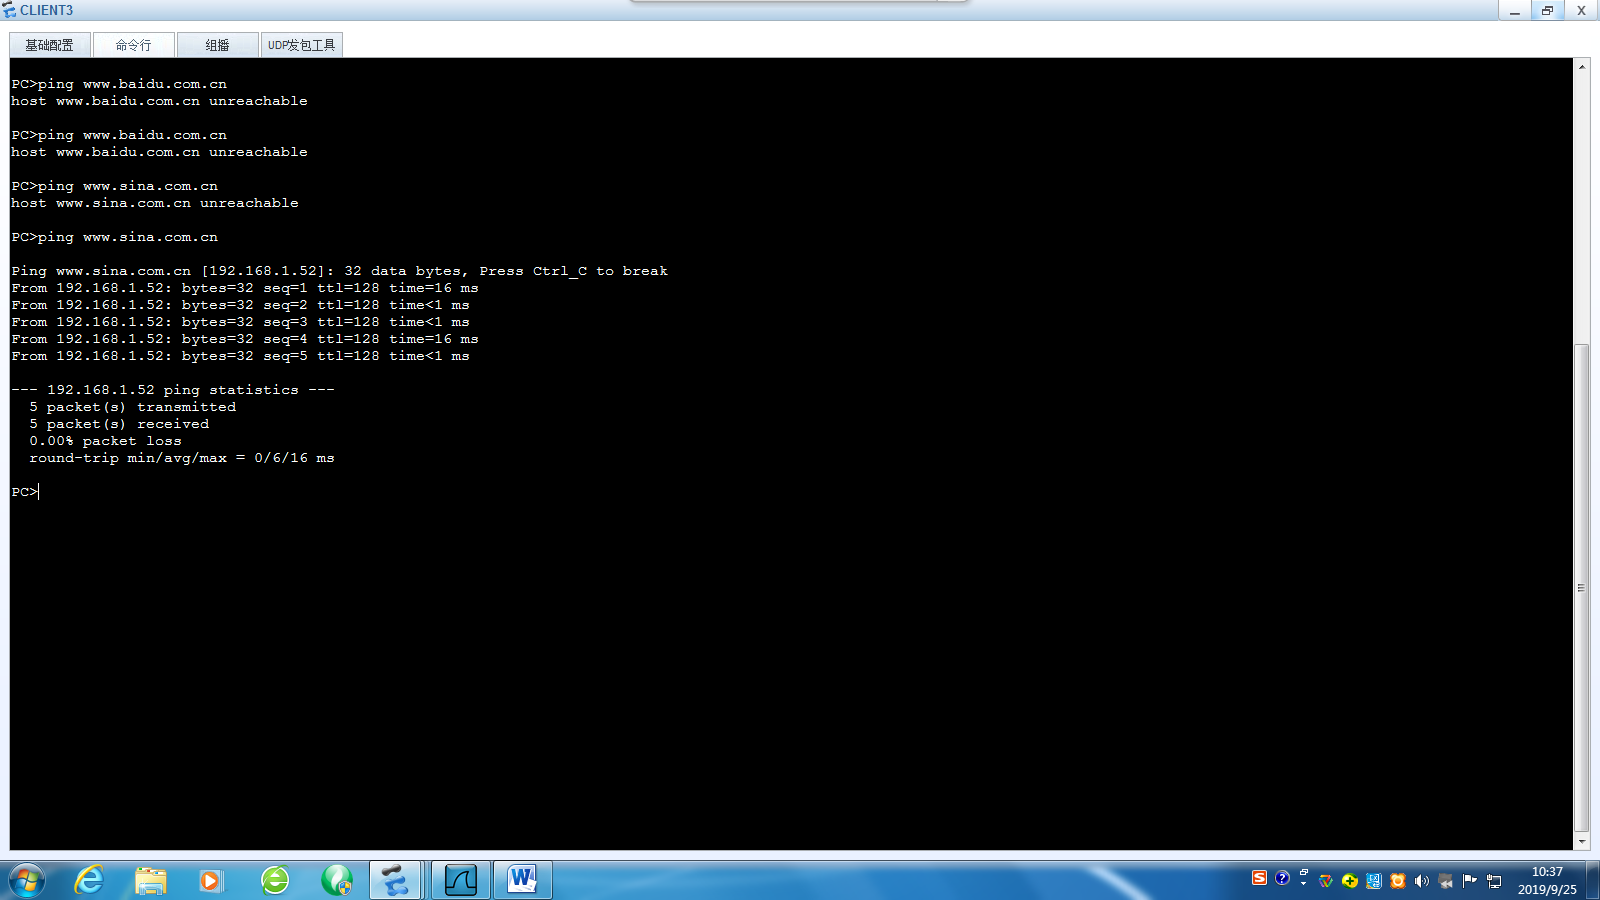 CLIENT3
基础配置 命令行 组播 UDP发包工具
PC>ping www.baidu.com.cn
host www.baidu.com.cn unreachable
PC>ping www.baidu.com.cn
host www.baidu.com.cn unreachable
PC>ping www.sina.com.cn
host www.sina.com.cn unreachable
PC>ping www.sina.com.cn
Ping www.sina.com.cn [192.168.1.52]: 32 data bytes, Press Ctrl_C to break
From 192.168.1.52: bytes=32 seq=1 ttl=128 time=16 ms
From 192.168.1.52: bytes=32 seq=2 ttl=128 time<1 ms
From 192.168.1.52: bytes=32 seq=3 ttl=128 time<1 ms
From 192.168.1.52: bytes=32 seq=4 ttl=128 time=16 ms
From 192.168.1.52: bytes=32 seq=5 ttl=128 time<1 ms
--- 192.168.1.52 ping statistics ---
5 packet(s) transmitted
5 packet(s) received
0.00% packet loss
round-trip min/avg/max = 0/6/16 ms
PC>
10:37
2019/9/25